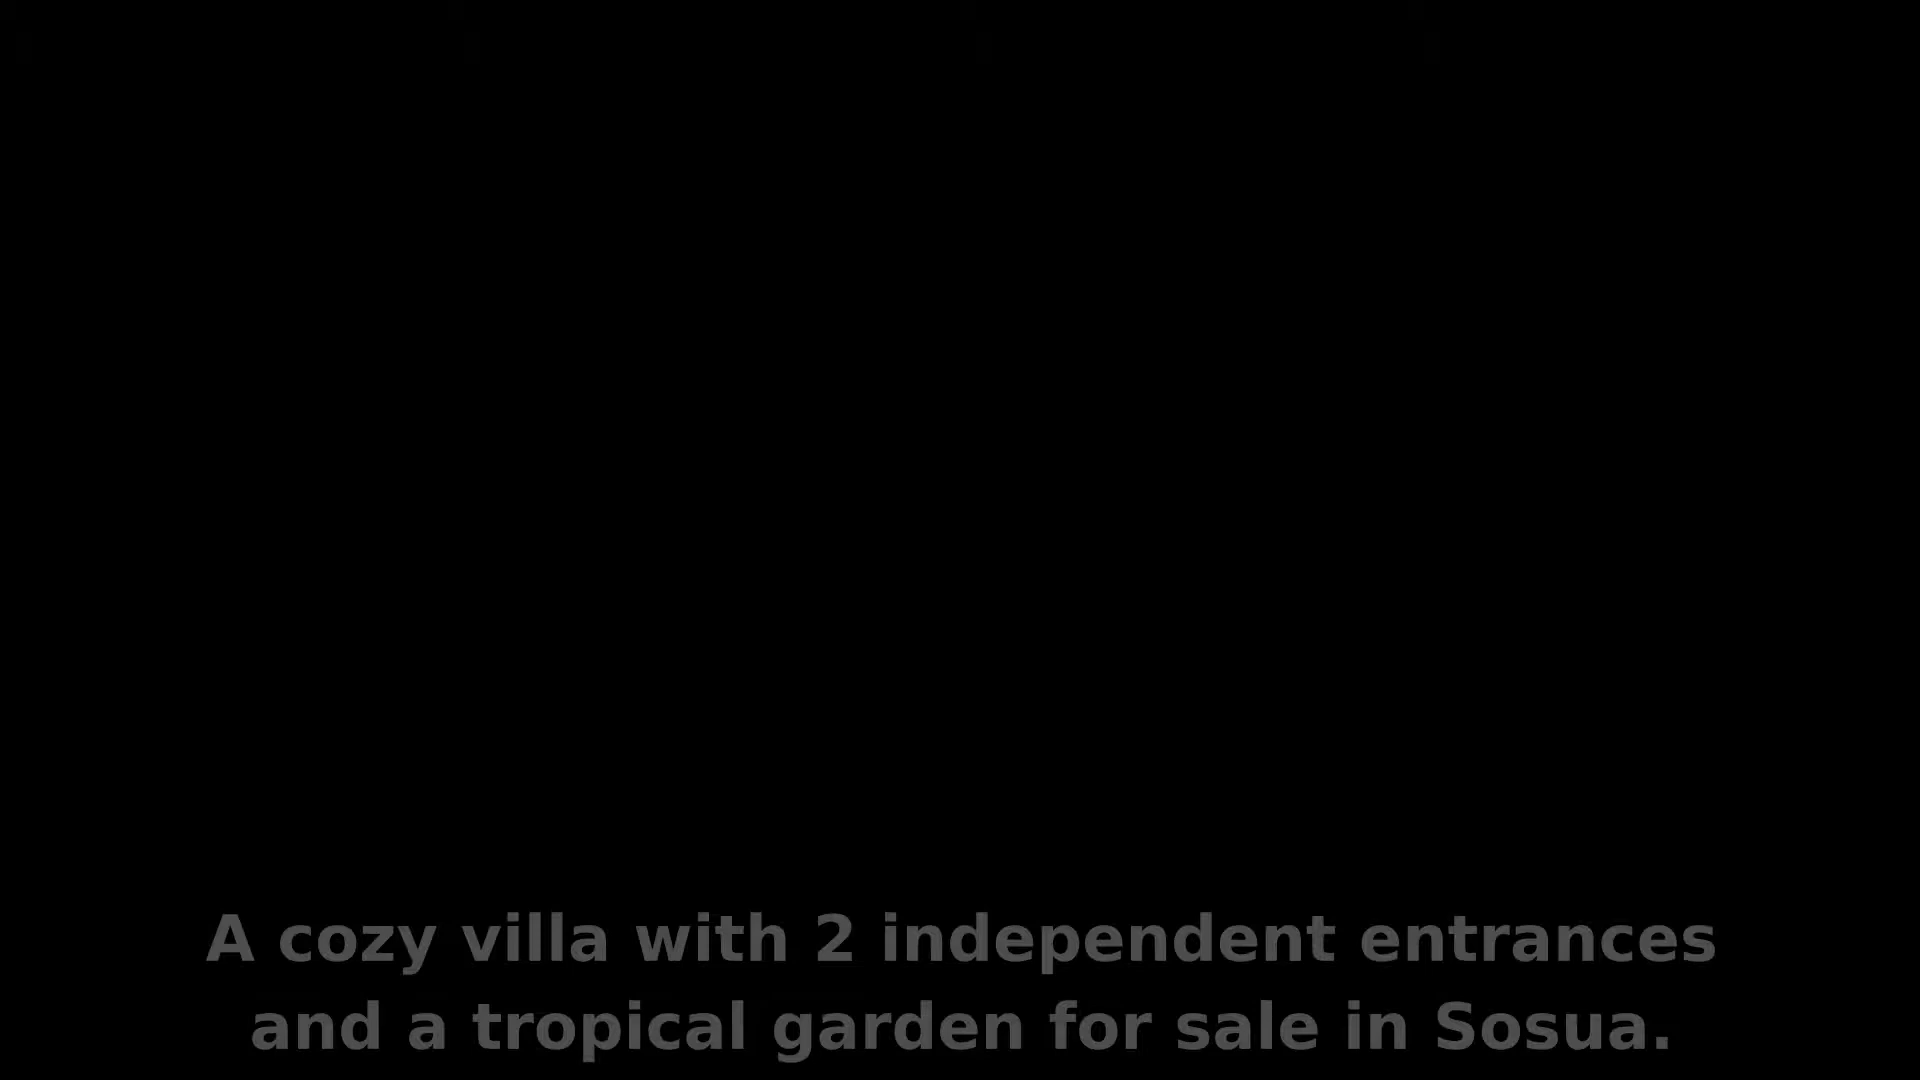 A cozy villa with 2 independent entrances
and a tropical garden for sale in Sosua.